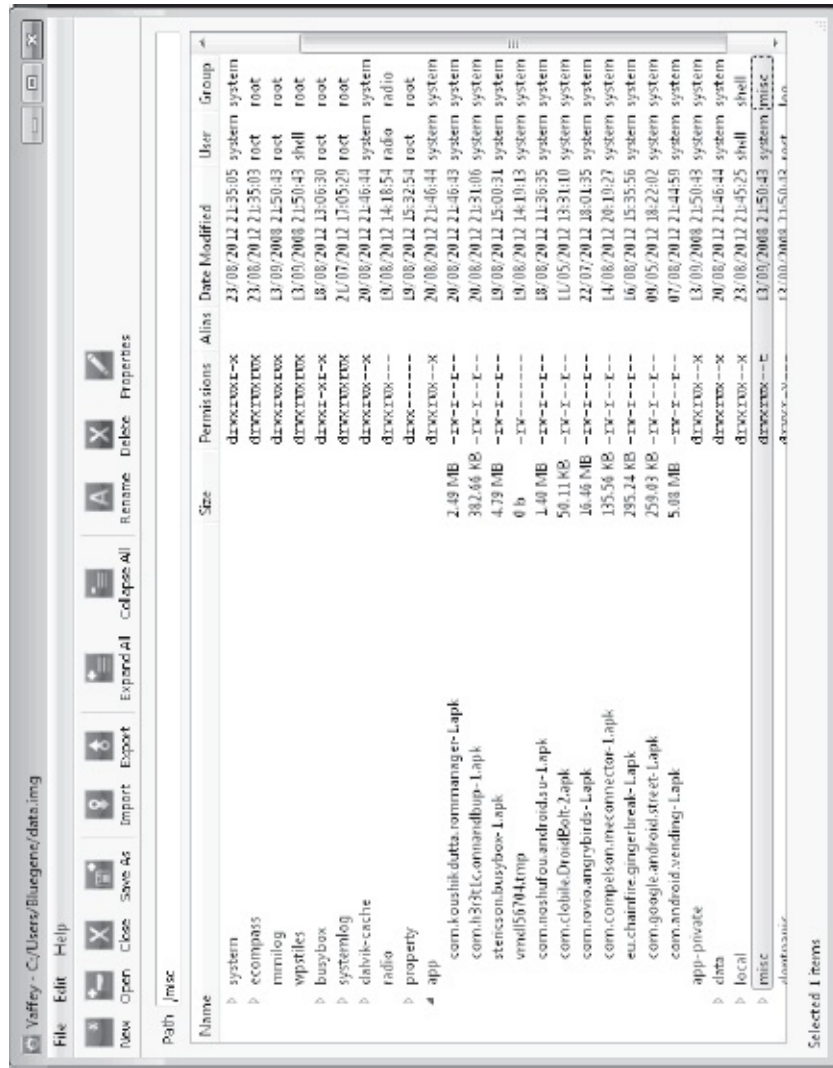 Yaffey - C:/Users/Bluegene/data.img
File Edit Help
New Open Close Save As Import Export Expand All Collapse All Rename Delete Properties
Path /misc
Name Size Permissions Alias Date Modified User Group
system drwxrwxr-x 23/08/2012 21:35:05 system system
ecompass drwxrwxrwx 23/08/2012 21:35:03 root root
mmilog drwxrwxrwx 13/09/2008 21:50:43 root root
wpstiles drwxrwxrwx 13/09/2008 21:50:43 shell root
busybox drwxr-xr-x 18/08/2012 13:06:30 root root
systemlog drwxrwxrwx 21/07/2012 17:05:29 root root
dalvik-cache drwxrwx--x 20/08/2012 21:46:44 system system
radio drwxrwx--- 19/08/2012 14:18:54 radio radio
property drwx------ 19/08/2012 15:32:54 root root
app drwxrwx--x 20/08/2012 21:46:44 system system
com.koushikdutta.rommanager-1.apk 2.49 MB -rw-r--r-- 20/08/2012 21:46:43 system system
com.h3r3t1c.onnandbup-1.apk 382.66 KB -rw-r--r-- 20/08/2012 21:31:06 system system
stericson.busybox-1.apk 4.79 MB -rw-r--r-- 19/08/2012 15:00:31 system system
vmdl56704.tmp 0 b -rw------- 19/08/2012 14:19:13 system system
com.noshufou.android.su-1.apk 1.40 MB -rw-r--r-- 18/08/2012 11:36:35 system system
com.clobile.DroidBolt-2.apk 50.11 KB -rw-r--r-- 11/05/2012 13:31:10 system system
com.rovio.angrybirds-1.apk 16.46 MB -rw-r--r-- 22/07/2012 18:01:35 system system
com.compelson.meconnector-1.apk 135.56 KB -rw-r--r-- 14/08/2012 20:19:27 system system
eu.chainfire.gingerbreak-1.apk 295.24 KB -rw-r--r-- 16/08/2012 15:35:56 system system
com.google.android.street-1.apk 259.03 KB -rw-r--r-- 09/05/2012 18:22:02 system system
com.android.vending-1.apk 5.08 MB -rw-r--r-- 07/08/2012 21:44:59 system system
app-private drwxrwx--x 13/09/2008 21:50:43 system system
data drwxrwx--x 20/08/2012 21:46:44 system system
local drwxrwx--x 23/08/2012 21:45:25 shell shell
misc drwxrwx--t 13/09/2008 21:50:43 system misc
Selected 1 items